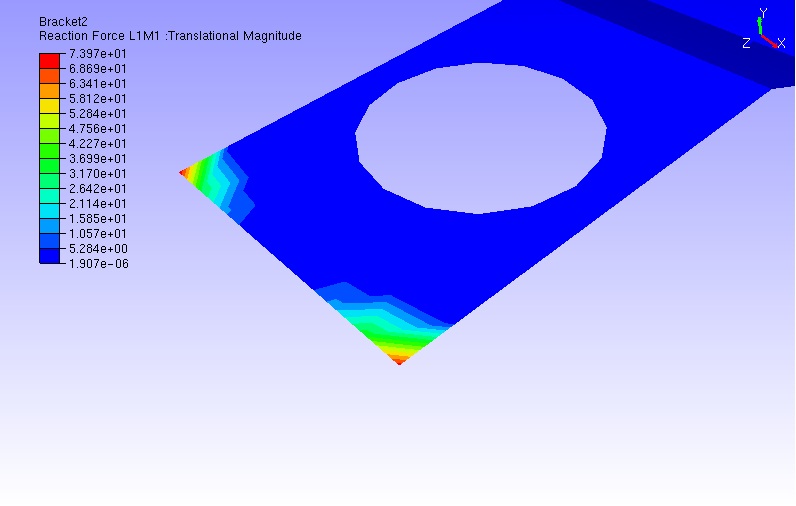 Bracket2
Reaction Force L1M1 :Translational Magnitude
7.397e+01
6.869e+01
6.341e+01
5.812e+01
5.284e+01
4.756e+01
4.227e+01
3.699e+01
3.170e+01
2.642e+01
2.114e+01
1.585e+01
1.057e+01
5.284e+00
1.907e-06
Y
Z
X